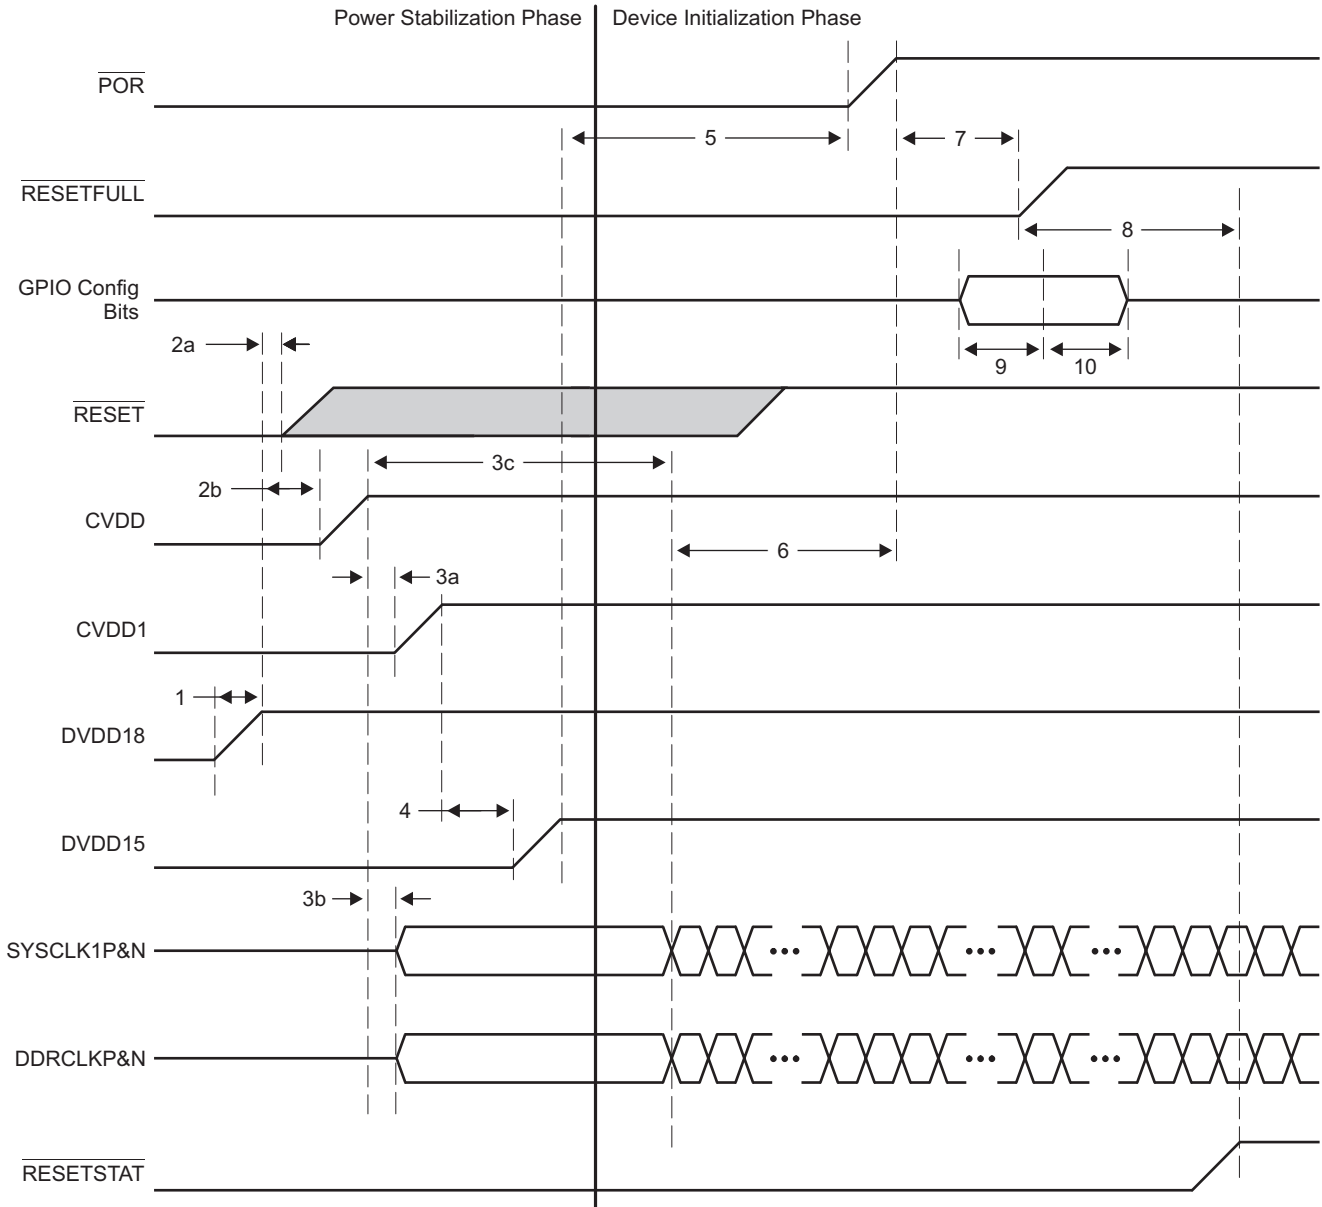 Power Stabilization Phase
Device Initialization Phase
POR
5
7
RESETFULL
8
GPIO Config
Bits
2a
9
10
RESET
3c
2b
CVDD
6
3a
CVDD1
1
DVDD18
4
DVDD15
3b
SYSCLK1P&N
DDRCLKP&N
RESETSTAT